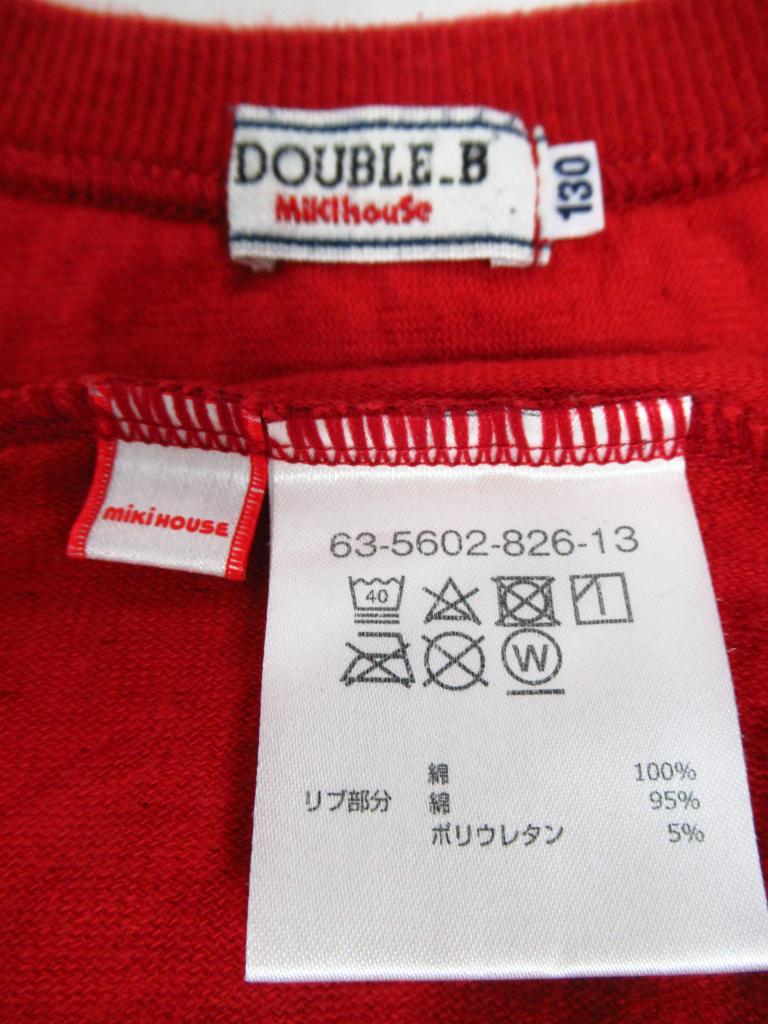 DOUBLE_B
Mikihouse
130
mikiHOUSE
63-5602-826-13
40
W
綿 100%
リブ部分 綿 95%
ポリウレタン 5%